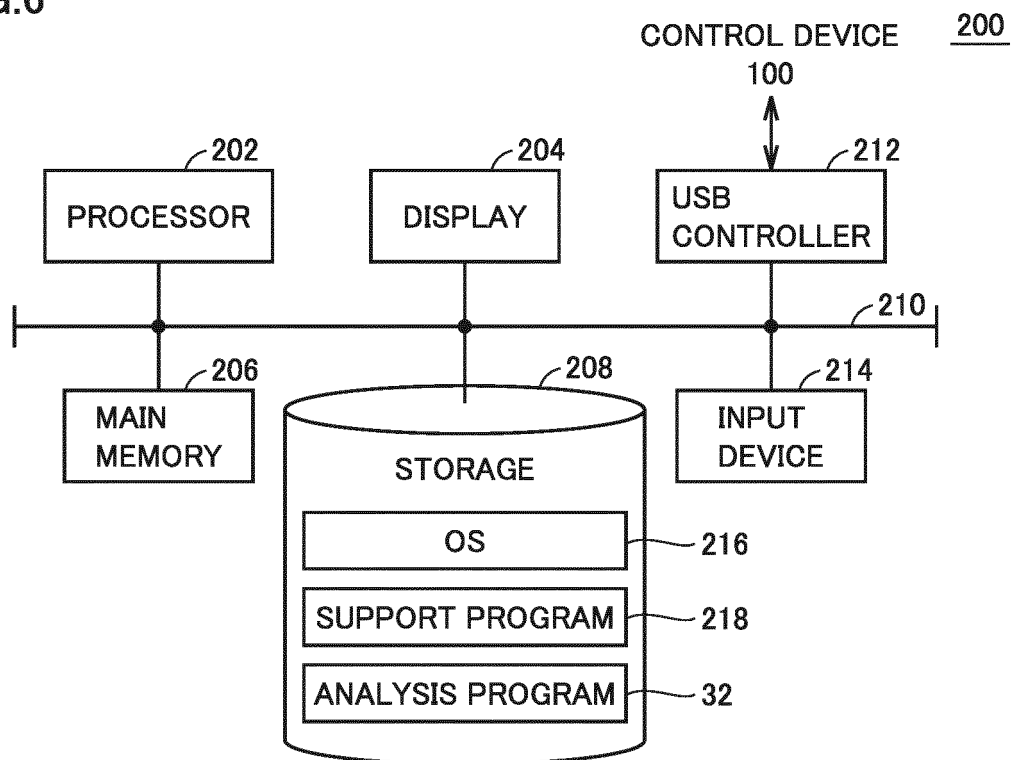 CONTROL DEVICE
100
200
202
PROCESSOR
204
DISPLAY
212
USB
CONTROLLER
210
206
MAIN
MEMORY
208
STORAGE
214
INPUT
DEVICE
OS
216
SUPPORT PROGRAM
218
ANALYSIS PROGRAM
32